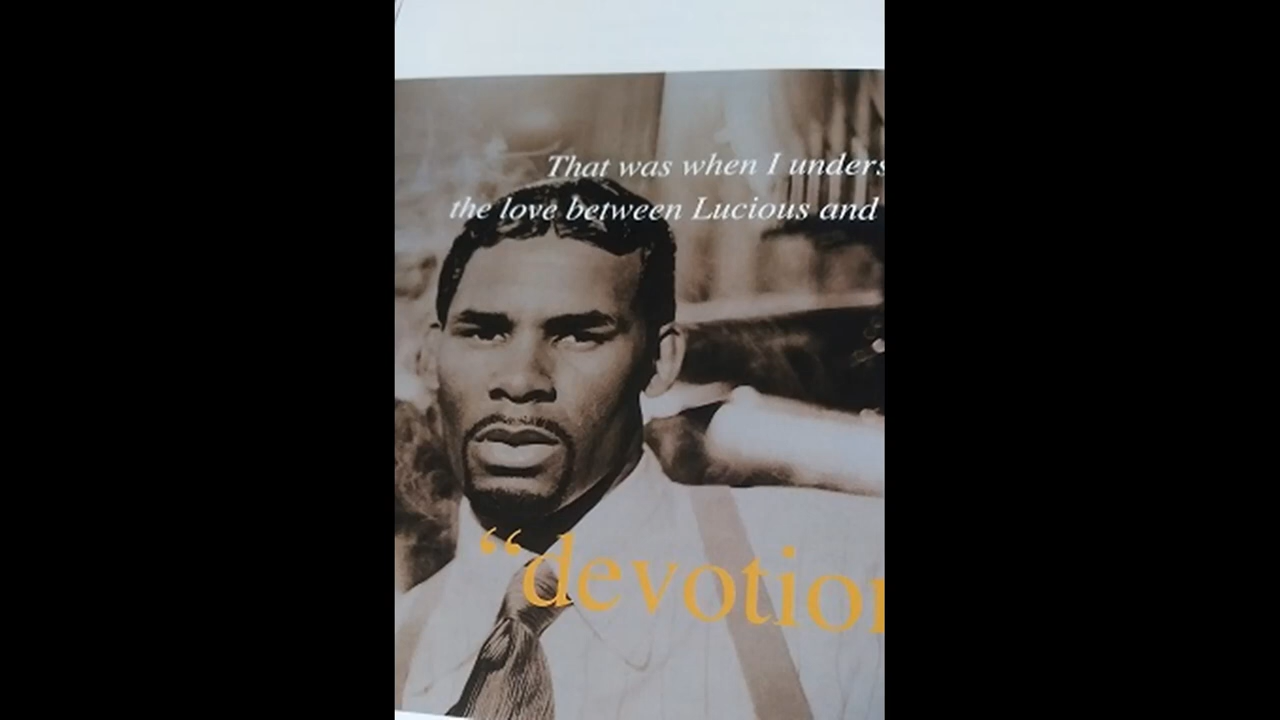 That was when I unders
the love between Lucious and
“devotion